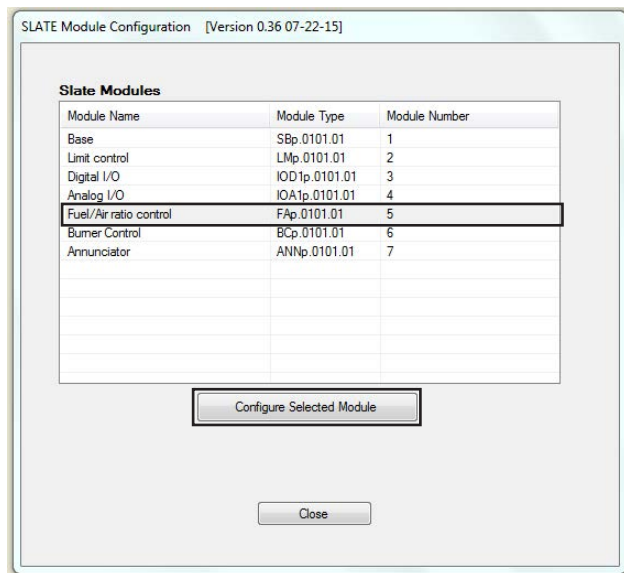 SLATE Module Configuration [Version 0.36 07-22-15]
Slate Modules
Module Name Module Type Module Number
Base SBp.0101.01 1
Limit control LMp.0101.01 2
Digital I/O IOD1p.0101.01 3
Analog I/O IOA1p.0101.01 4
Fuel/Air ratio control FAp.0101.01 5
Burner Control BCp.0101.01 6
Annunciator ANNp.0101.01 7
Configure Selected Module
Close